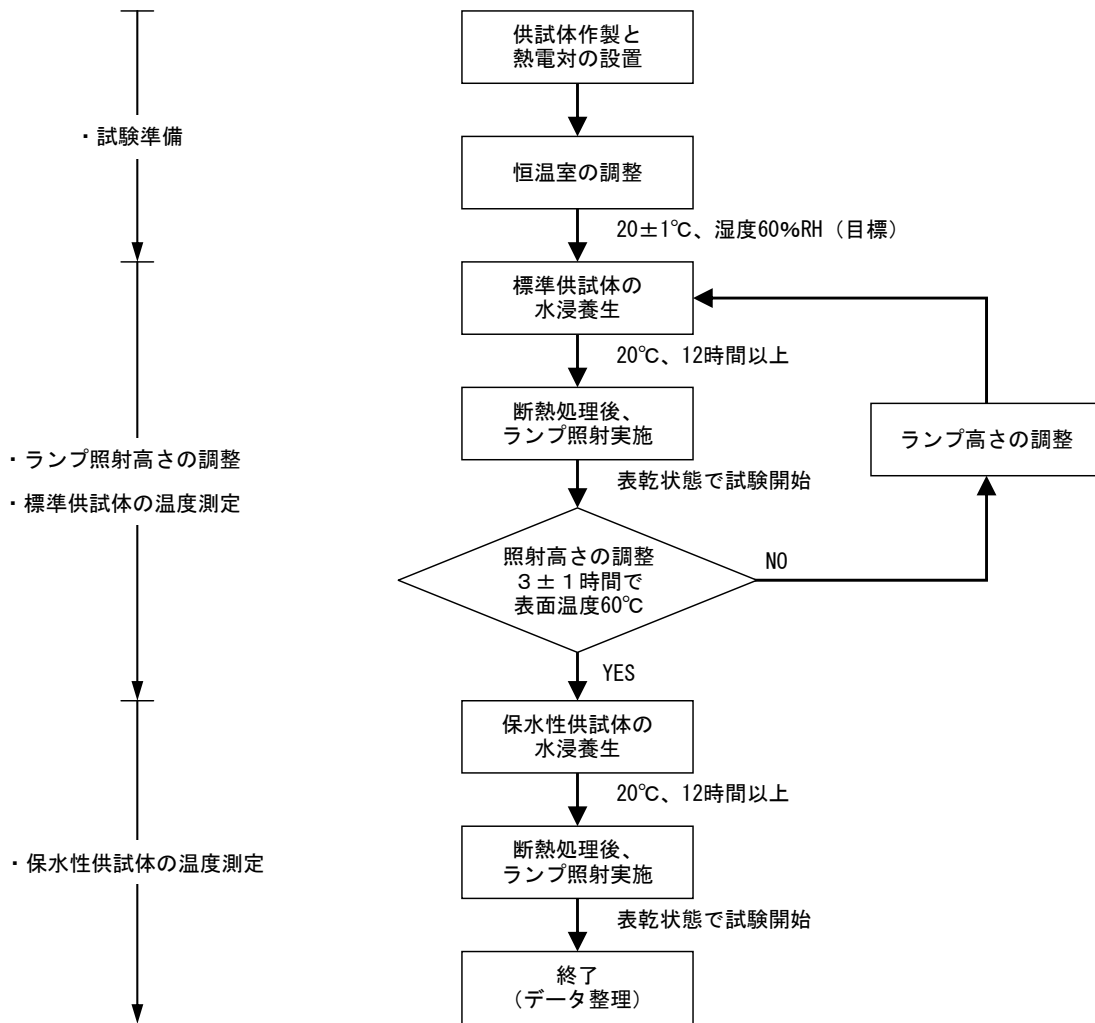 供試体作製と
熱電対の設置
・試験準備
恒温室の調整
20±1℃、湿度60%RH（目標）
標準供試体の
水浸養生
20℃、12時間以上
断熱処理後、
ランプ照射実施
ランプ高さの調整
・ランプ照射高さの調整
・標準供試体の温度測定
表乾状態で試験開始
照射高さの調整
３±１時間で
表面温度60℃
NO
YES
保水性供試体の
水浸養生
20℃、12時間以上
・保水性供試体の温度測定
断熱処理後、
ランプ照射実施
表乾状態で試験開始
終了
（データ整理）